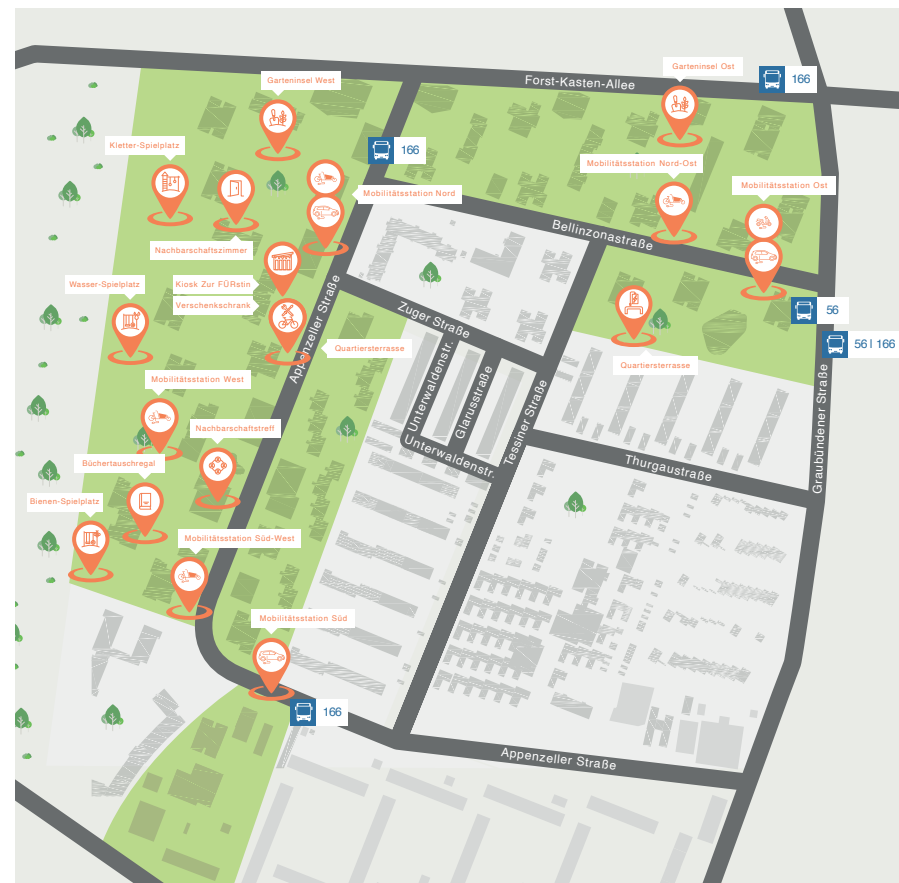 Garteninsel West
Garteninsel Ost
Forst-Kasten-Allee
166
Kletter-Spielplatz
166
Mobilitätsstation Nord-Ost
Mobilitätsstation Nord
Mobilitätsstation Ost
Nachbarschaftszimmer
Bellinzonastraße
Wasser-Spielplatz
Kiosk Zur FÜRstin
Verschenkschrank
Appenzeller Straße
Zuger Straße
56
56 I 166
Quartiersterrasse
Quartiersterrasse
Mobilitätsstation West
Unterwaldenstr.
Glarusstraße
Tessiner Straße
Graubündener Straße
Nachbarschaftstreff
Unterwaldenstr.
Büchertauschregal
Thurgaustraße
Bienen-Spielplatz
Mobilitätsstation Süd-West
Mobilitätsstation Süd
166
Appenzeller Straße